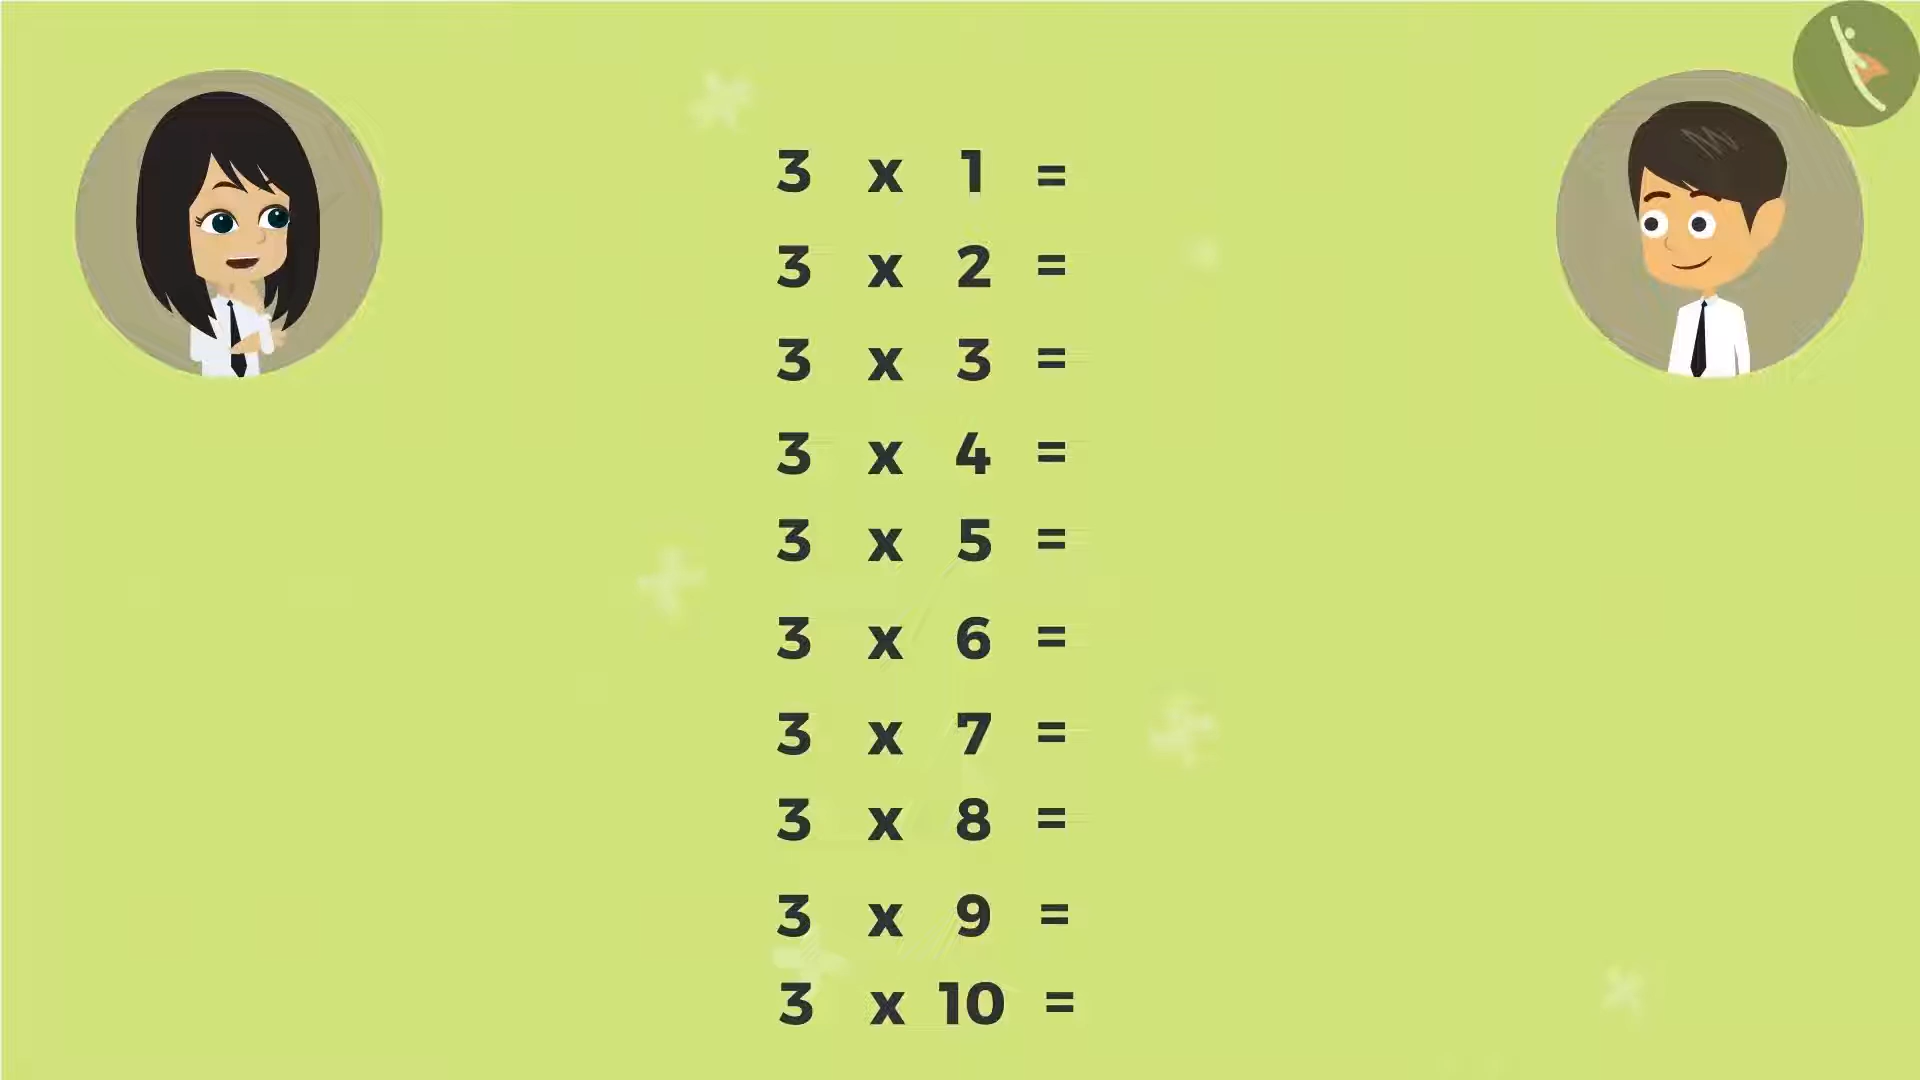 3 x 1 =
3 x 2 =
3 x 3 =
3 x 4 =
3 x 5 =
3 x 6 =
3 x 7 =
3 x 8 =
3 x 9 =
3 x 10 =